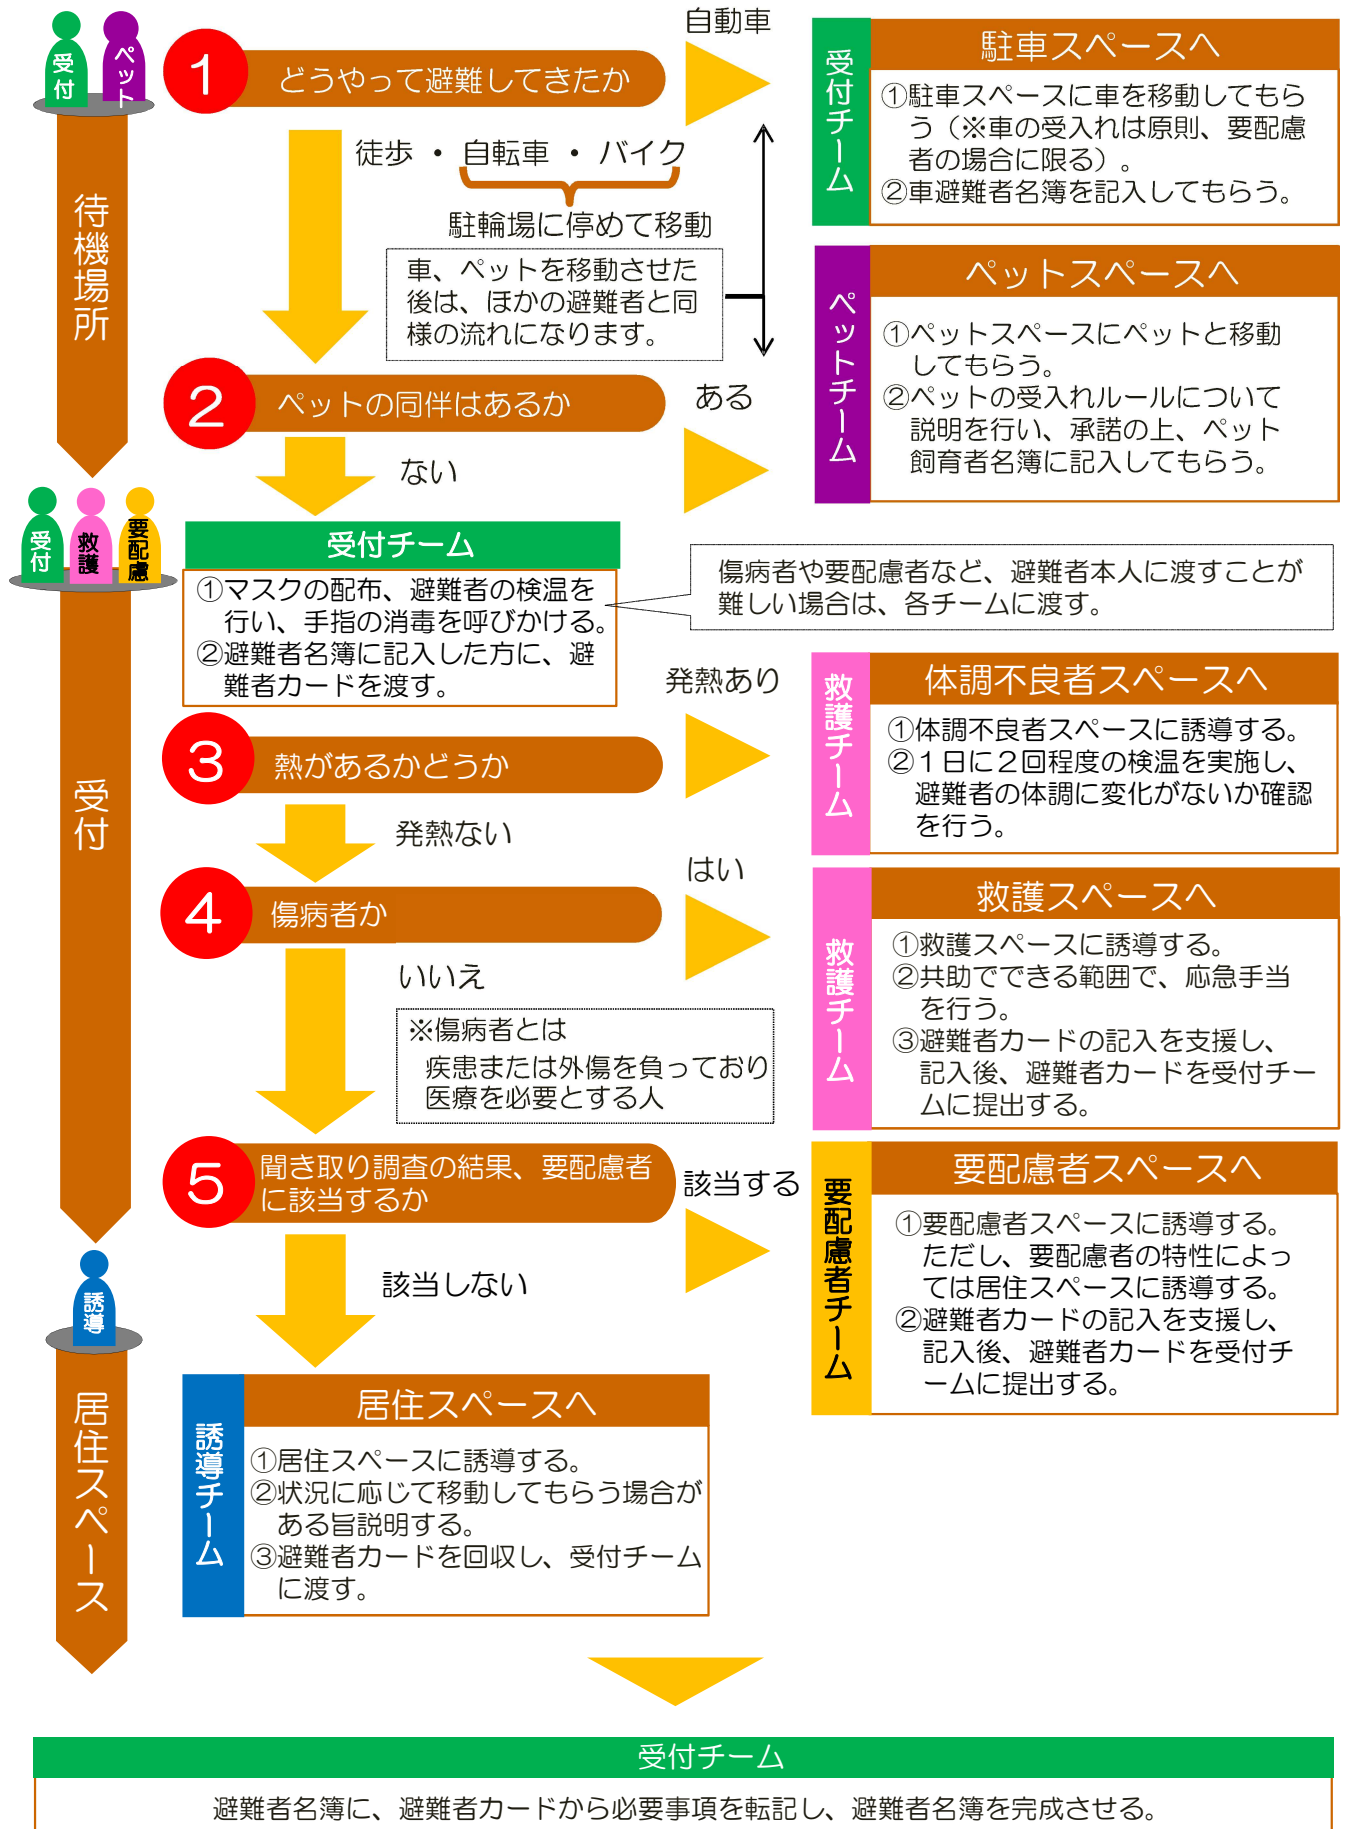 受付
ペット
待機場所
1 どうやって避難してきたか
自動車
徒歩 ・ 自転車 ・ バイク
駐輪場に停めて移動
車、ペットを移動させた
後は、ほかの避難者と同
様の流れになります。
受付チーム
駐車スペースへ
①駐車スペースに車を移動してもら
う（※車の受入れは原則、要配慮
者の場合に限る）。
②車避難者名簿を記入してもらう。
2 ペットの同伴はあるか
ある
ない
ペットチーム
ペットスペースへ
①ペットスペースにペットと移動
してもらう。
②ペットの受入れルールについて
説明を行い、承諾の上、ペット
飼育者名簿に記入してもらう。
受付
救護
要配慮
受付
受付チーム
①マスクの配布、避難者の検温を
行い、手指の消毒を呼びかける。
②避難者名簿に記入した方に、避
難者カードを渡す。
傷病者や要配慮者など、避難者本人に渡すことが
難しい場合は、各チームに渡す。
3 熱があるかどうか
発熱あり
発熱ない
救護チーム
体調不良者スペースへ
①体調不良者スペースに誘導する。
②１日に２回程度の検温を実施し、
避難者の体調に変化がないか確認
を行う。
4 傷病者か
はい
いいえ
※傷病者とは
疾患または外傷を負っており
医療を必要とする人
救護チーム
救護スペースへ
①救護スペースに誘導する。
②共助でできる範囲で、応急手当
を行う。
③避難者カードの記入を支援し、
記入後、避難者カードを受付チー
ムに提出する。
5 聞き取り調査の結果、要配慮者
に該当するか
該当する
該当しない
要配慮者チーム
要配慮者スペースへ
①要配慮者スペースに誘導する。
ただし、要配慮者の特性によっ
ては居住スペースに誘導する。
②避難者カードの記入を支援し、
記入後、避難者カードを受付チ
ームに提出する。
誘導
居住スペース
誘導チーム
居住スペースへ
①居住スペースに誘導する。
②状況に応じて移動してもらう場合が
ある旨説明する。
③避難者カードを回収し、受付チーム
に渡す。
受付チーム
避難者名簿に、避難者カードから必要事項を転記し、避難者名簿を完成させる。